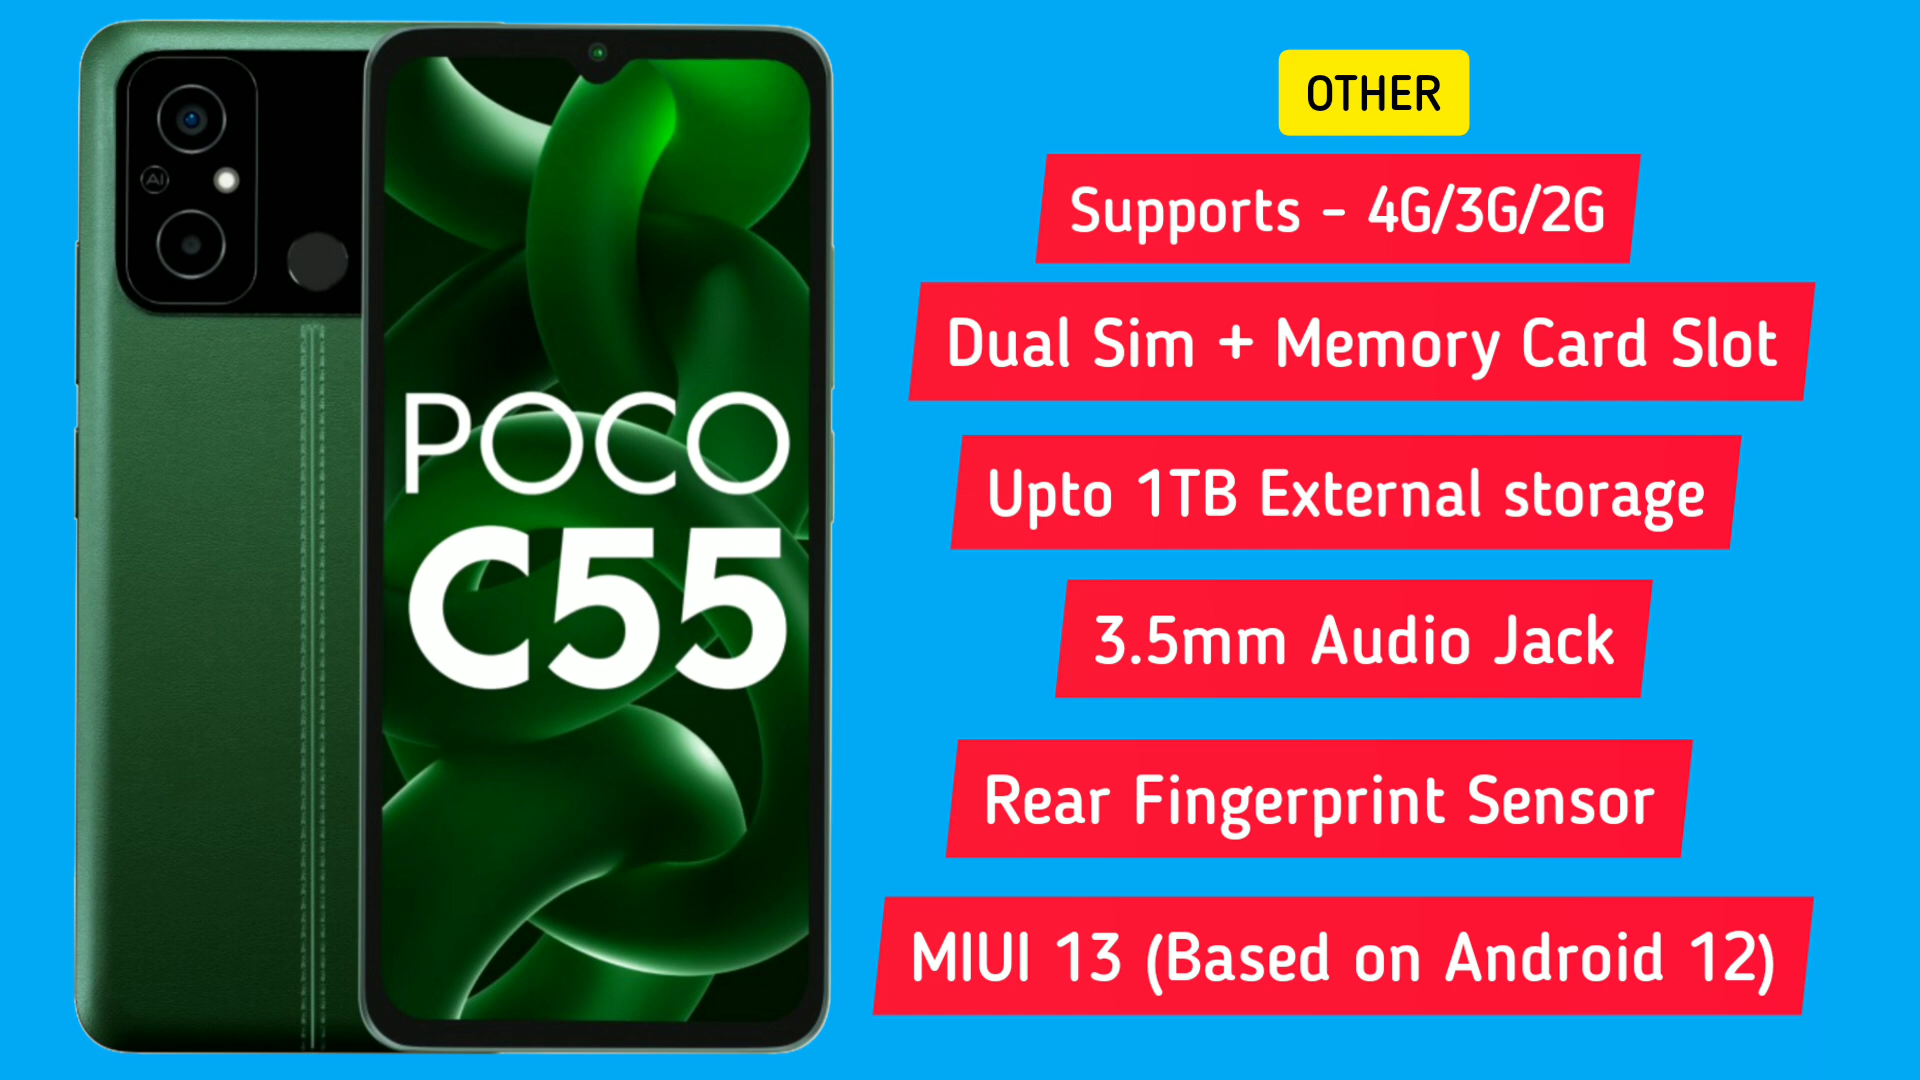 AI
POCO
C55
OTHER
Supports - 4G/3G/2G
Dual Sim + Memory Card Slot
Upto 1TB External storage
3.5mm Audio Jack
Rear Fingerprint Sensor
MIUI 13 (Based on Android 12)